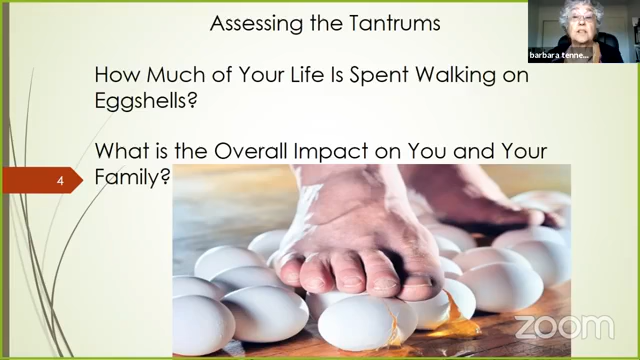 Assessing the Tantrums
How Much of Your Life Is Spent Walking on
Eggshells?
What is the Overall Impact on You and Your
Family?
4
barbara tenne...
zoom